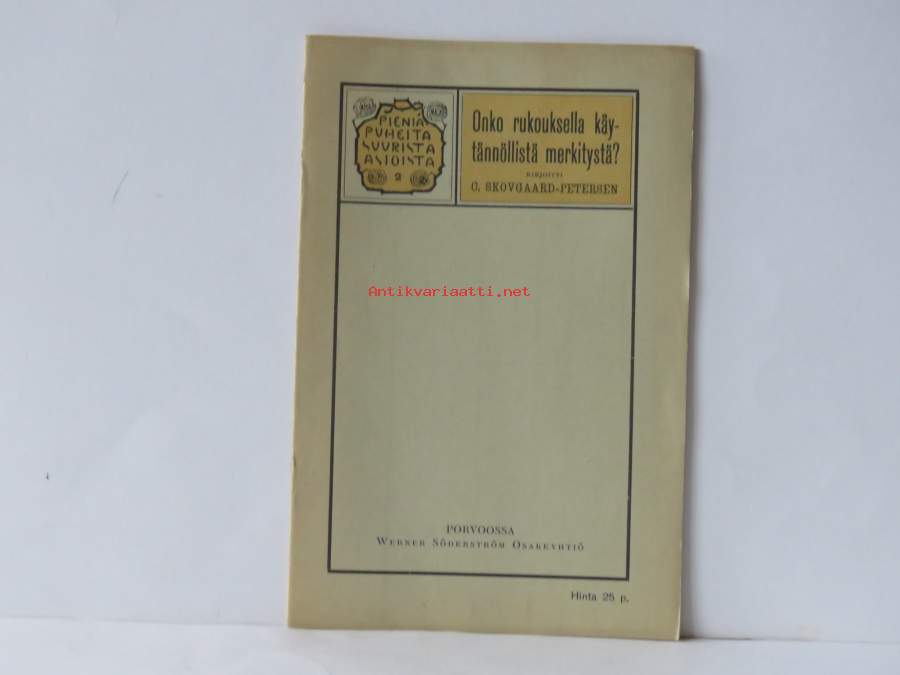 PIENIÄ
PUHEITA
SUURISTA
ASIOISTA
2
Onko rukouksella käy-
tännöllistä merkitystä?
KIRJOITTI
C. SKOVGAARD-PETERSEN
Antikvariaatti.net
PORVOOSSA
WERNER SÖDERSTRÖM OSAKEYHTIÖ
Hinta 25 p.